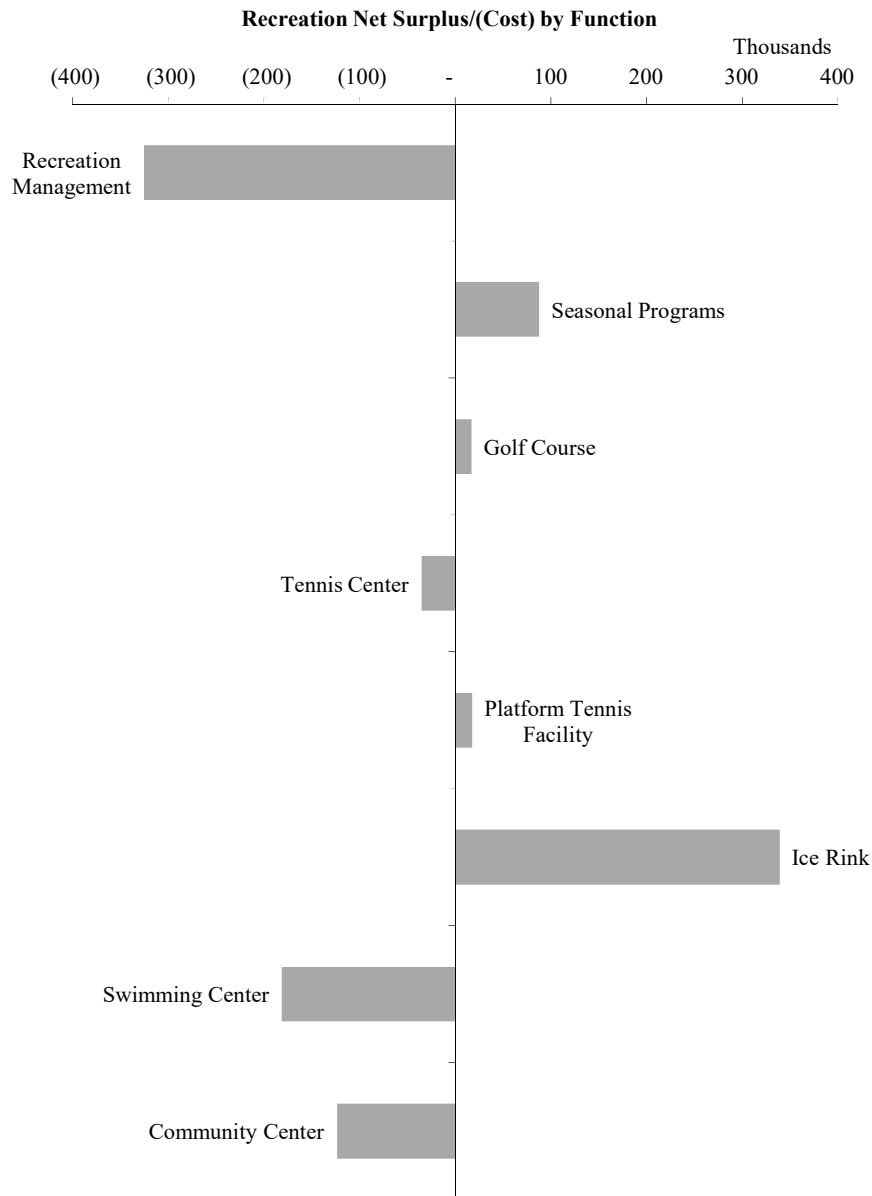 Recreation Net Surplus/(Cost) by Function
Thousands
(400) (300) (200) (100) - 100 200 300 400
Recreation
Management
Seasonal Programs
Golf Course
Tennis Center
Platform Tennis
Facility
Ice Rink
Swimming Center
Community Center